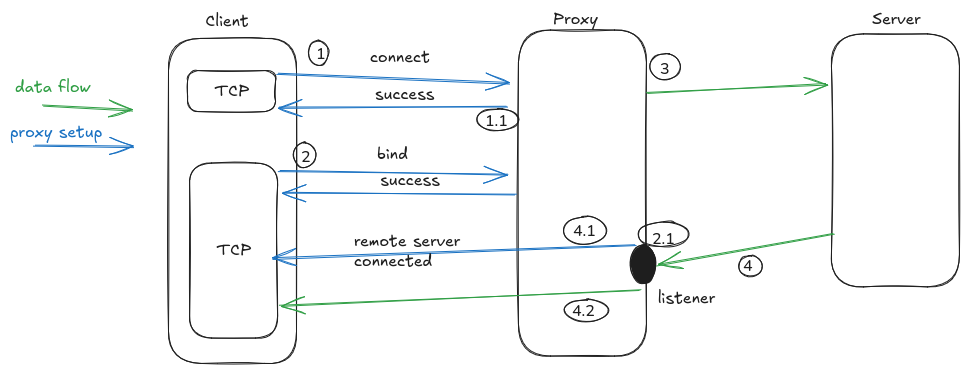 Client
Proxy
Server
1
connect
3
data flow
TCP
success
1.1
proxy setup
2
bind
success
4.1
2.1
TCP
remote server
connected
4
listener
4.2